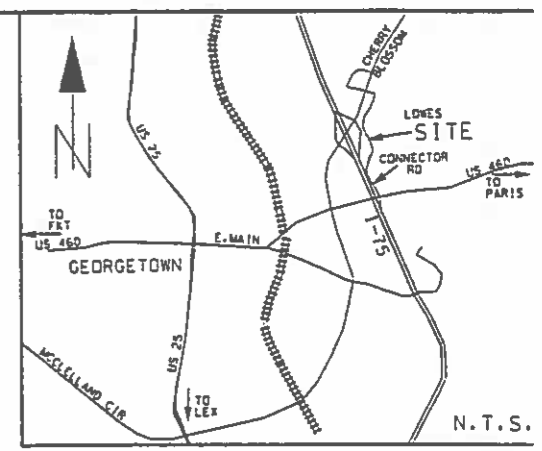 CHERRY
BLOSSOM
N
US 25
LOWES
SITE
CONNECTOR
RD
US 460
TO
PARIS
TO
FKT
US 460
E.MAIN
I-75
GEORGETOWN
US 25
MCCLELLAND CIR
TO
LEX
N.T.S.